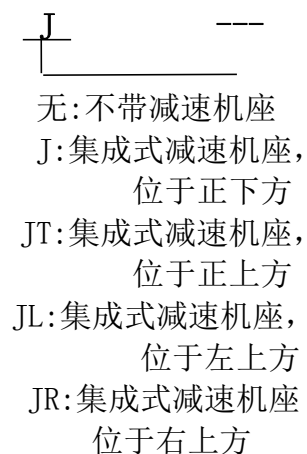 J ---
无:不带减速机座
J:集成式减速机座,
位于正下方
JT:集成式减速机座,
位于正上方
JL:集成式减速机座,
位于左上方
JR:集成式减速机座
位于右上方